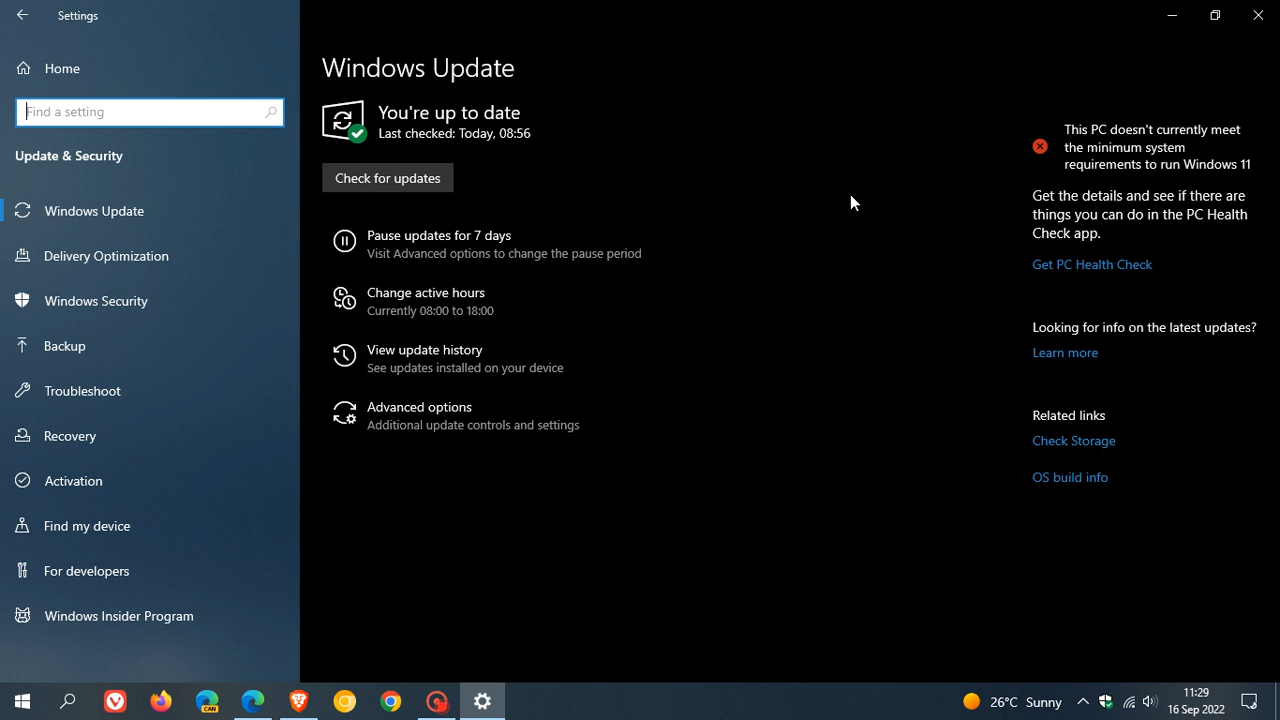 Settings
Home
Find a setting
Update & Security
Windows Update
Delivery Optimization
Windows Security
Backup
Troubleshoot
Recovery
Activation
Find my device
For developers
Windows Insider Program
Windows Update
You're up to date
Last checked: Today, 08:56
Check for updates
Pause updates for 7 days
Visit Advanced options to change the pause period
Change active hours
Currently 08:00 to 18:00
View update history
See updates installed on your device
Advanced options
Additional update controls and settings
This PC doesn't currently meet
the minimum system
requirements to run Windows 11
Get the details and see if there are
things you can do in the PC Health
Check app.
Get PC Health Check
Looking for info on the latest updates?
Learn more
Related links
Check Storage
OS build info
CAN
26°C Sunny
11:29
16 Sep 2022